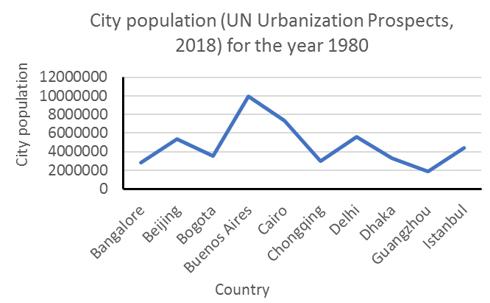 City population (UN Urbanization Prospects,
2018) for the year 1980
City population
12000000
10000000
8000000
6000000
4000000
2000000
0
Bangalore
Beijing
Bogota
Buenos Aires
Cairo
Chongqing
Delhi
Dhaka
Guangzhou
Istanbul
Country